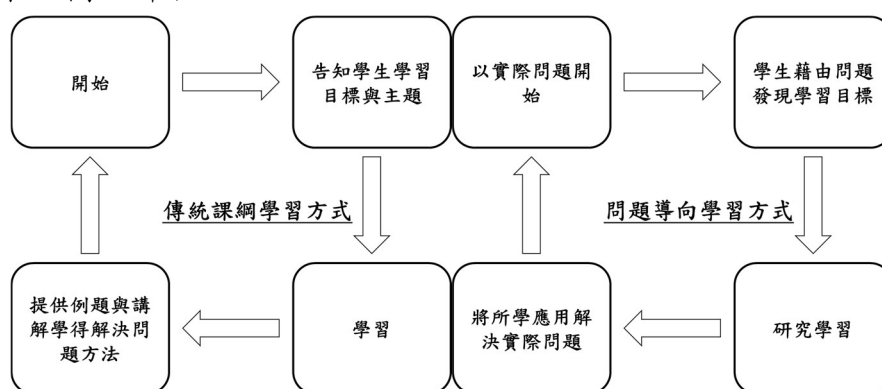 開始
告知學生學習
目標與主題
以實際問題開
始
學生藉由問題
發現學習目標
傳統課綱學習方式
問題導向學習方式
提供例題與講
解學得解決問
題方法
學習
將所學應用解
決實際問題
研究學習